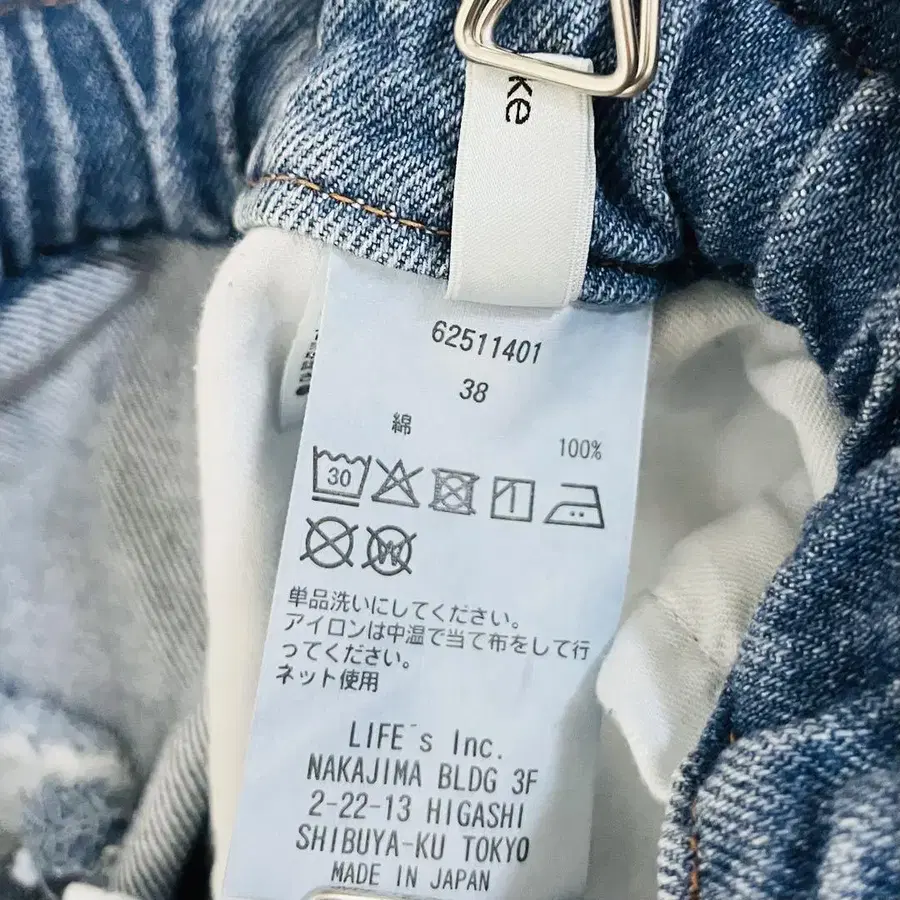 ke
62511401
38
綿 100%
30
単品洗いにしてください。
アイロンは中温で当て布をして行
ってください。
ネット使用
LIFE´s Inc.
NAKAJIMA BLDG 3F
2-22-13 HIGASHI
SHIBUYA-KU TOKYO
MADE IN JAPAN